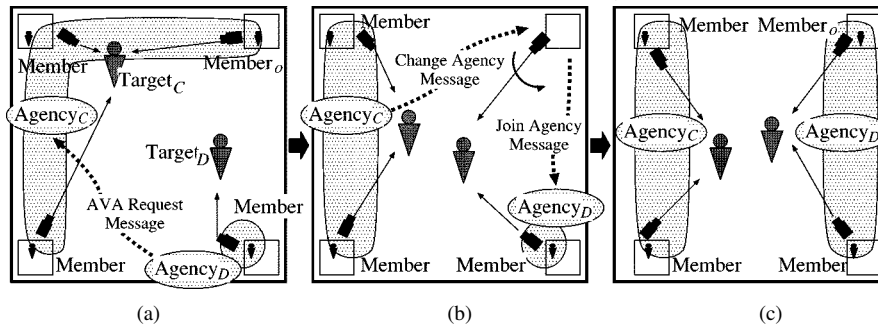 Member
Member_o
Target_C
Agency_C
Target_D
AVA Request
Message
Member
Member
Agency_D
(a)
Member
Change Agency
Message
Agency_C
Join Agency
Message
Agency_D
Member
Member
(b)
Member
Member_o
Agency_C
Agency_D
Member
Member
(c)